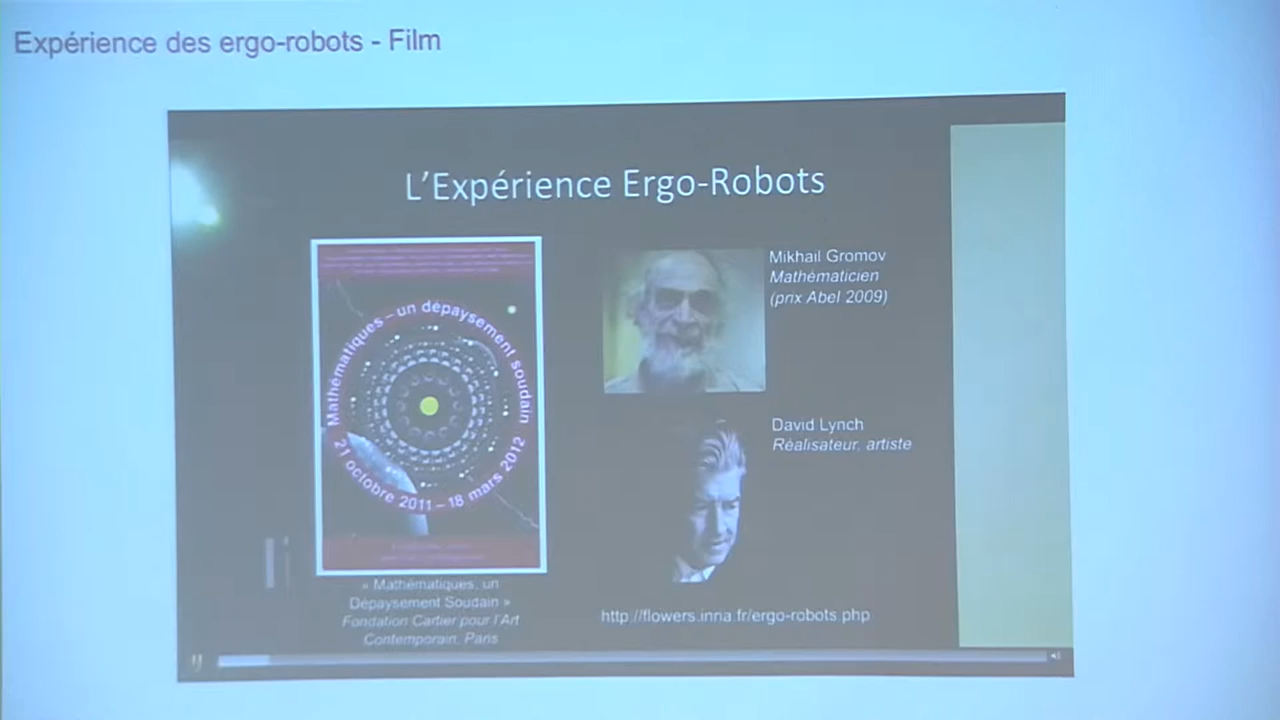 Expérience des ergo-robots - Film
L'Expérience Ergo-Robots
Mathématiques – un dépaysement soudain
21 octobre 2011 – 18 mars 2012
« Mathématiques, un
Dépaysement Soudain »
Fondation Cartier pour l'Art
Contemporain, Paris
Mikhail Gromov
Mathématicien
(prix Abel 2009)
David Lynch
Réalisateur, artiste
http://flowers.inria.fr/ergo-robots.php